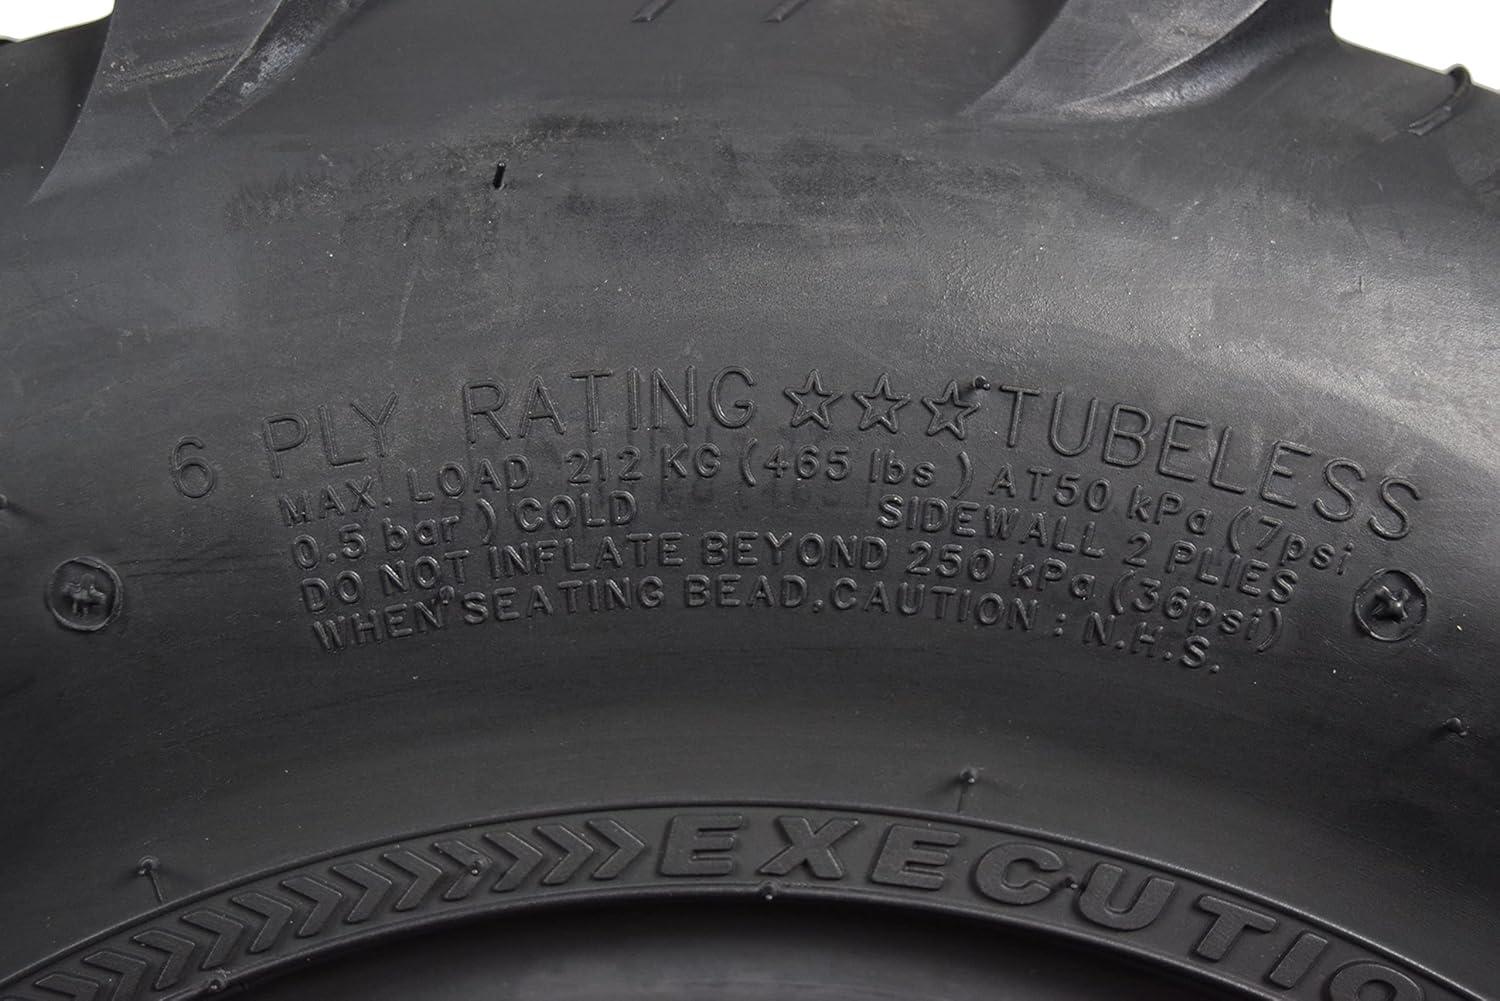 6 PLY RATING ☆☆☆ TUBELESS
MAX. LOAD 212 KG (465 lbs ) AT50 kPa (7psi
0.5 bar ) COLD SIDEWALL 2 PLIES
DO NOT INFLATE BEYOND 250 kPa (36psi)
WHEN SEATING BEAD.CAUTION : N.H.S.
EXECUTIO